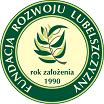 FUNDACJA ROZWOJU LUBELSZCZYZNY
rok założenia
1990